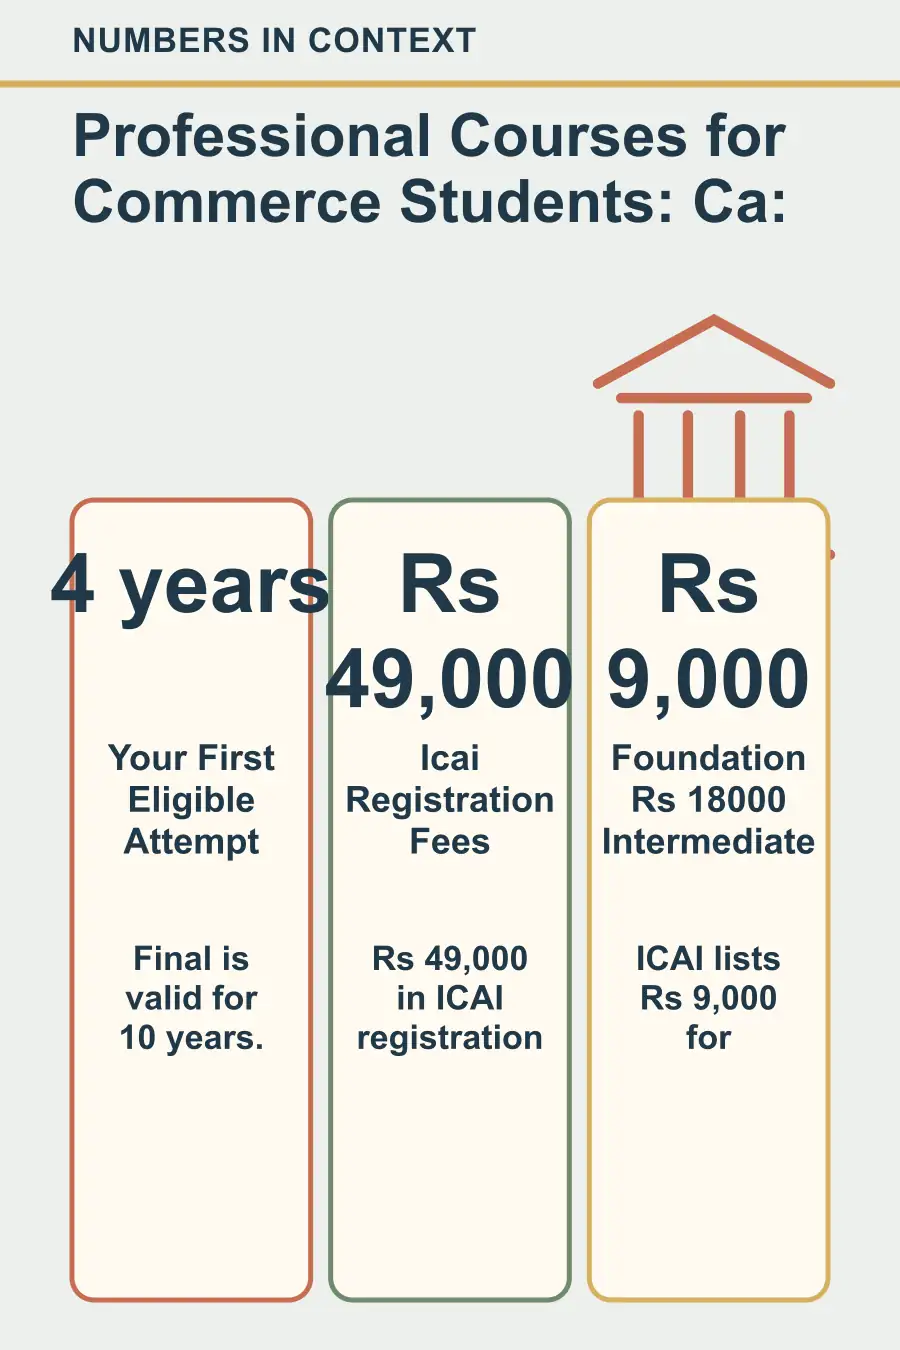 NUMBERS IN CONTEXT
Professional Courses for
Commerce Students: Ca:
4 years
Your First
Eligible
Attempt
Final is
valid for
10 years.
Rs
49,000
Icai
Registration
Fees
Rs 49,000
in ICAI
registration
Rs
9,000
Foundation
Rs 18000
Intermediate
ICAI lists
Rs 9,000
for